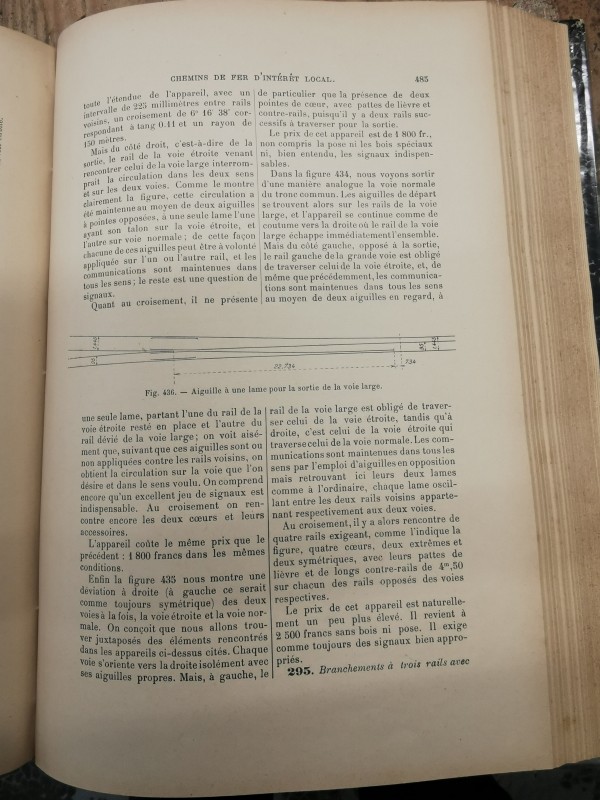 CHEMINS DE FER D'INTÉRÊT LOCAL.
485
toute l'étendue de l'appareil, avec un
intervalle de 225 millimètres entre rails
voisins, un croisement de 6° 16' 38" cor-
respondant à tang 0.11 et un rayon de
150 mètres.
Mais du côté droit, c'est-à-dire de la
sortie, le rail de la voie étroite venant
rencontrer celui de la voie large interrom-
prait la circulation dans les deux sens
et sur les deux voies. Comme le montre
clairement la figure, cette circulation a
été maintenue au moyen de deux aiguilles
à pointes opposées, à une seule lame l'une
ayant son talon sur la voie étroite, et
l'autre sur voie normale ; de cette façon
chacune de ces aiguilles peut être à volonté
appliquée sur l'un ou l'autre rail, et les
communications sont maintenues dans
tous les sens ; le reste est une question de
signaux.
Quant au croisement, il ne présente
de particulier que la présence de deux
pointes de cœur, avec pattes de lièvre et
contre-rails, puisqu'il y a deux rails suc-
cessifs à traverser pour la sortie.
Le prix de cet appareil est de 1 800 fr.,
non compris la pose ni les bois spéciaux
ni, bien entendu, les signaux indispen-
sables.
Dans la figure 434, nous voyons sortir
d'une manière analogue la voie normale
du tronc commun. Les aiguilles de départ
se trouvent alors sur les rails de la voie
large, et l'appareil se continue comme de
coutume vers la droite où le rail de la voie
large échappe immédiatement l'ensemble.
Mais du côté gauche, opposé à la sortie,
le rail gauche de la grande voie est obligé
de traverser celui de la voie étroite, et, de
même que précédemment, les communica-
tions sont maintenues dans tous les sens
au moyen de deux aiguilles en regard, à
Fig. 436. — Aiguille à une lame pour la sortie de la voie large.
une seule lame, partant l'une du rail de la
voie étroite resté en place et l'autre du
rail dévié de la voie large ; on voit aisé-
ment que, suivant que ces aiguilles sont ou
non appliquées contre les rails voisins, on
obtient la circulation sur la voie que l'on
désire et dans le sens voulu. On comprend
encore qu'un excellent jeu de signaux est
indispensable. Au croisement on ren-
contre encore les deux cœurs et leurs
accessoires.
L'appareil coûte le même prix que le
précédent : 1 800 francs dans les mêmes
conditions.
Enfin la figure 435 nous montre une
déviation à droite (à gauche ce serait
comme toujours symétrique) des deux
voies à la fois, la voie étroite et la voie nor-
male. On conçoit que nous allons trou-
ver juxtaposés des éléments rencontrés
dans les appareils ci-dessus cités. Chaque
voie s'oriente vers la droite isolément avec
ses aiguilles propres. Mais, à gauche, le
rail de la voie large est obligé de traver-
ser celui de la voie étroite, tandis qu'à
droite, c'est celui de la voie étroite qui
traverse celui de la voie normale. Les com-
munications sont maintenues dans tous les
sens par l'emploi d'aiguilles en opposition
mais retrouvant ici leurs deux lames
comme à l'ordinaire, chaque lame oscil-
lant entre les deux rails voisins apparte-
nant respectivement aux deux voies.
Au croisement, il y a alors rencontre de
quatre rails exigeant, comme l'indique la
figure, quatre cœurs, deux extrêmes et
deux symétriques, avec leurs pattes de
lièvre et de longs contre-rails de 4ᵐ,50
sur chacun des rails opposés des voies
respectives.
Le prix de cet appareil est naturelle-
ment un peu plus élevé. Il revient à
2 500 francs sans bois ni pose. Il exige
comme toujours des signaux bien appro-
priés.
295. Branchements à trois rails avec